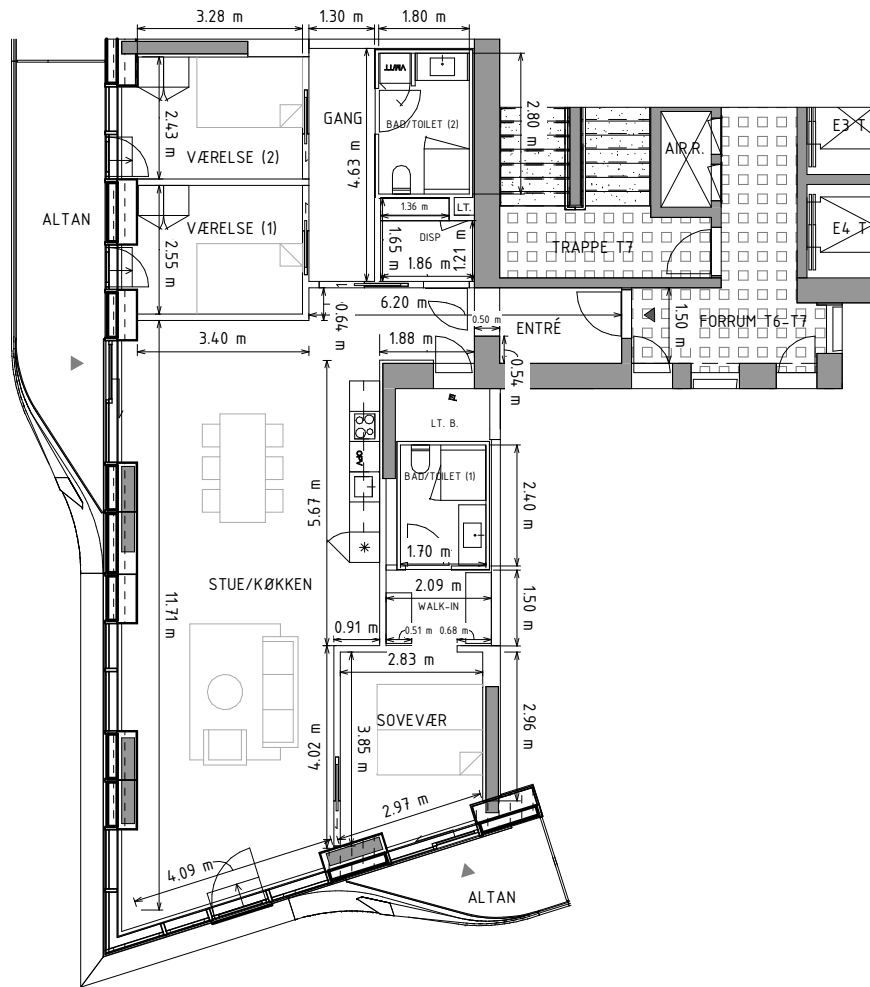 3.28 m
1.30 m
1.80 m
VM/TT
GANG
2.80 m
E3 T
2.43 m
BAD/TOILET (2)
AIR.R.
VÆRELSE (2)
4.63 m
ALTAN
VÆRELSE (1)
1.36 m
LT.
E4 T
DISP
TRAPPE T7
2.55 m
1.65 m
1.21 m
1.86 m
6.20 m
0.64 m
0.50 m
ENTRÉ
1.50 m
FORRUM T6-T7
3.40 m
1.88 m
0.54 m
EL
LT. B.
OPV
BAD/TOILET (1)
5.67 m
2.40 m
1.70 m
STUE/KØKKEN
2.09 m
WALK-IN
1.50 m
11.71 m
0.91 m
0.51 m
0.68 m
2.83 m
SOVEVÆR
2.96 m
4.02 m
3.85 m
2.97 m
4.09 m
ALTAN